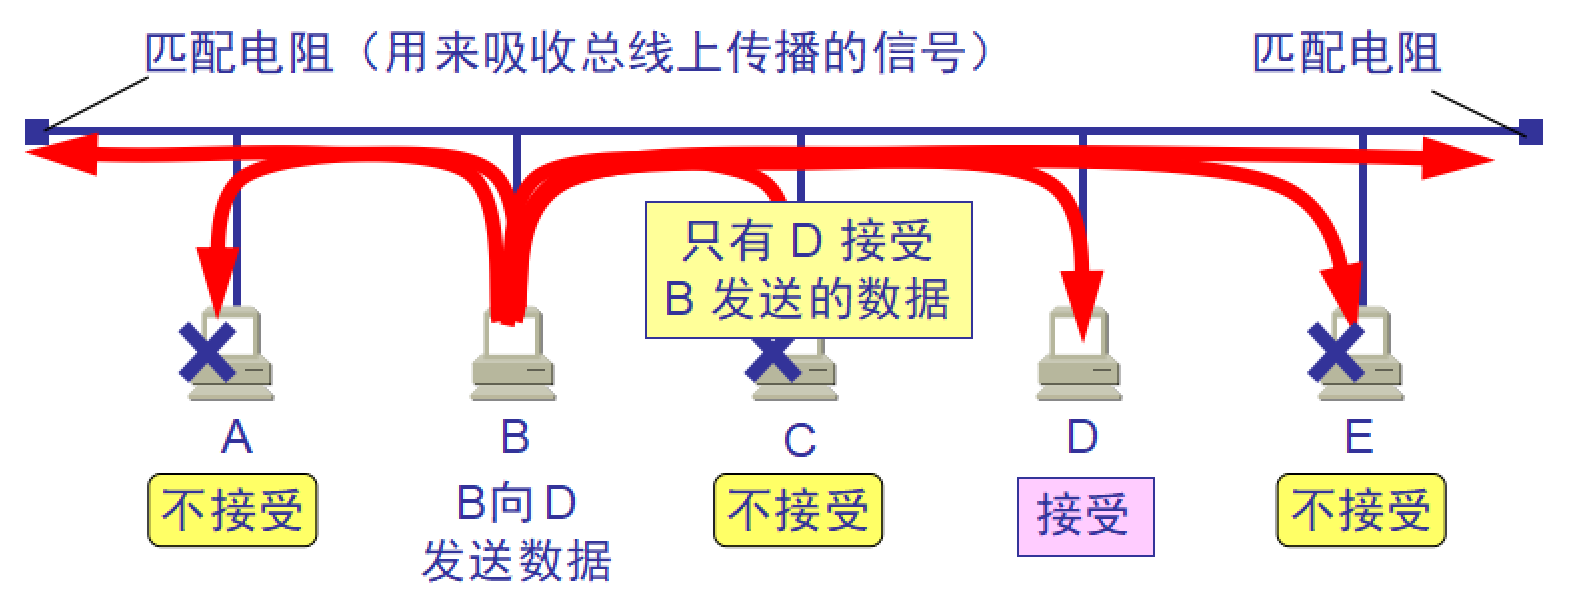 匹配电阻（用来吸收总线上传播的信号）
匹配电阻
只有 D 接受
B 发送的数据
A
B
C
D
E
不接受
B向 D
发送数据
不接受
接受
不接受